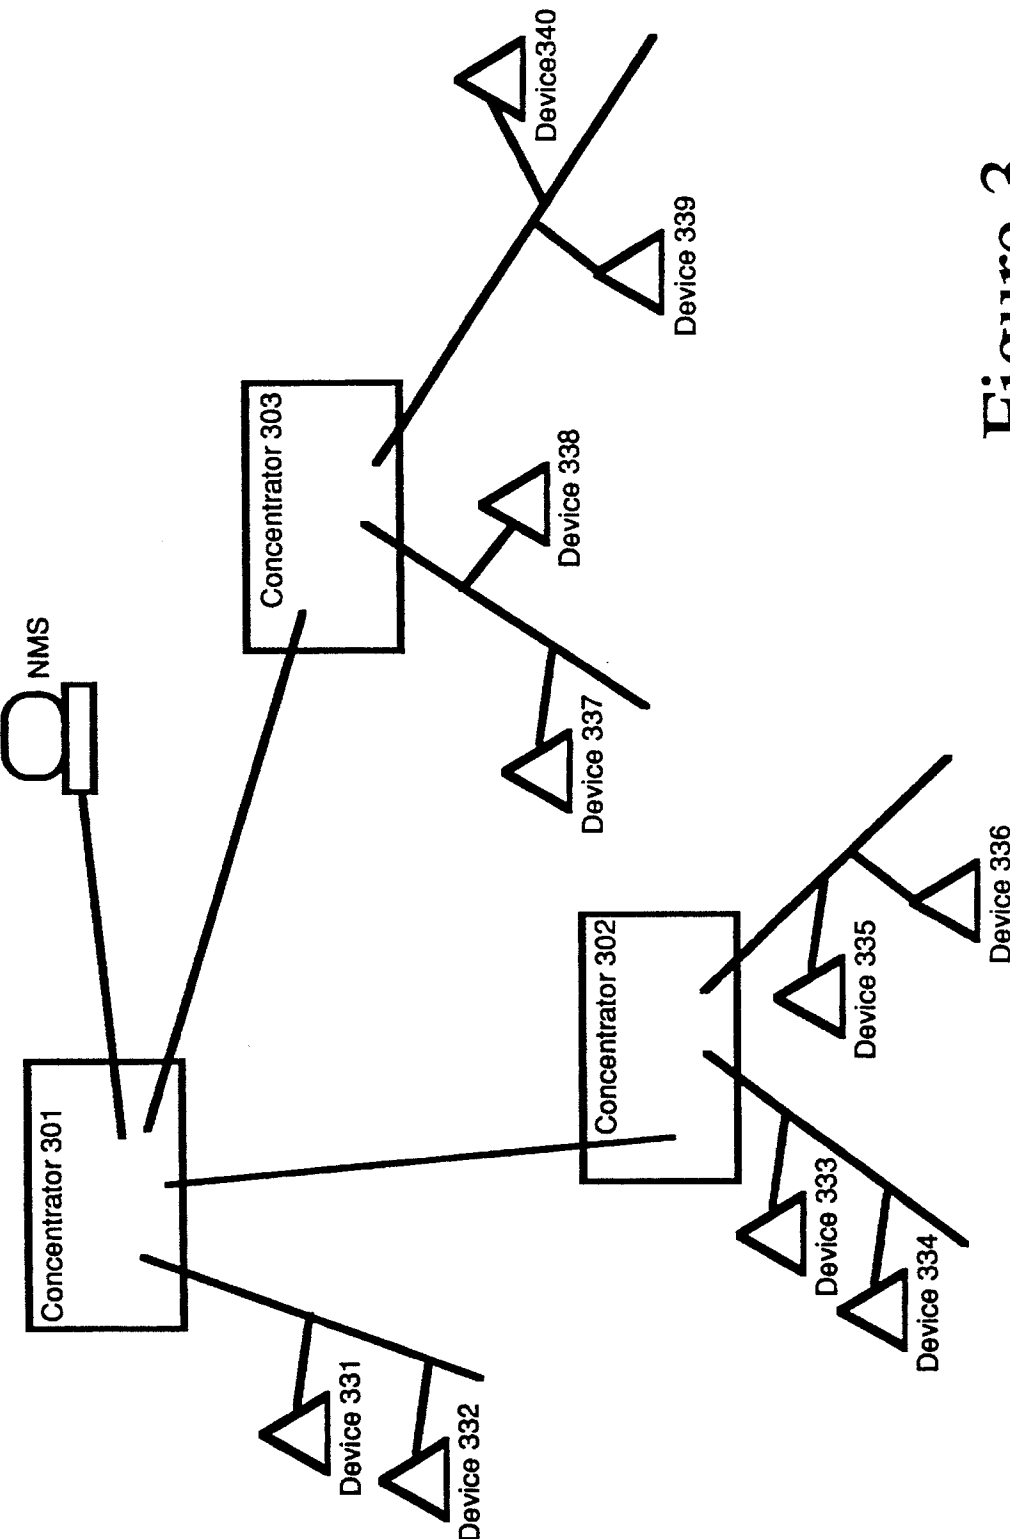 NMS
Concentrator 301
Concentrator 303
Device340
Device 339
Device 338
Device 337
Concentrator 302
Device 331
Device 332
Device 333
Device 334
Device 335
Device 336
Figure 3